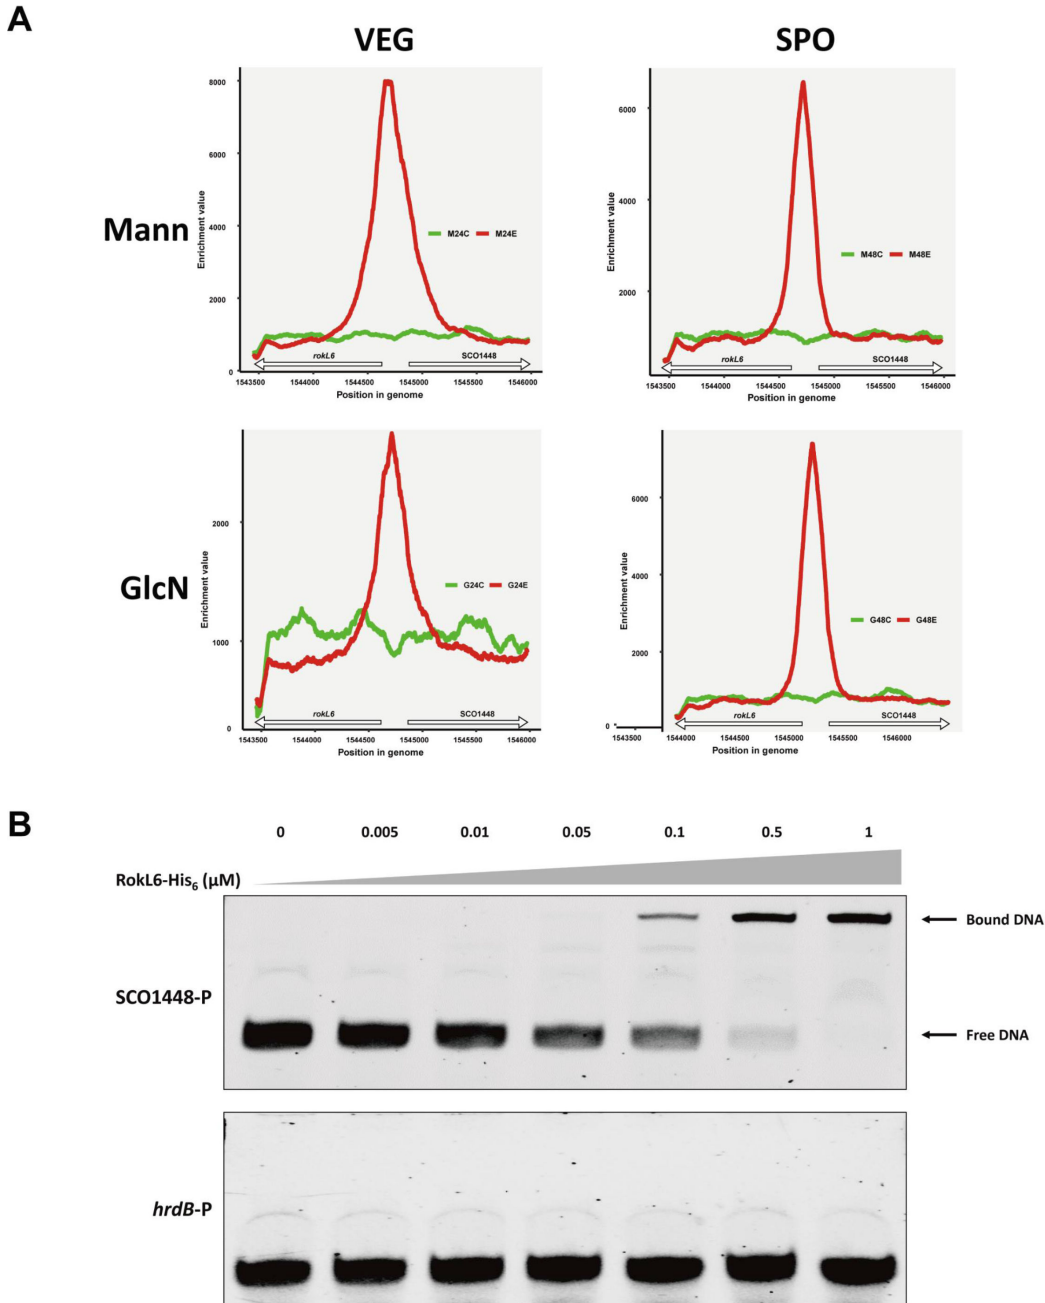 A
VEG
SPO
Mann
GlcN
8000
6000
4000
2000
0
Enrichment value
M24C M24E
rokL6
SCO1448
1543500 1544000 1544500 1545000 1545500 1546000
Position in genome
6000
4000
2000
Enrichment value
M48C M48E
rokL6
SCO1448
1543500 1544000 1544500 1545000 1545500 1546000
Position in genome
2000
1000
0
Enrichment value
G24C G24E
rokL6
SCO1448
1543500 1544000 1544500 1545000 1545500 1546000
Position in genome
6000
4000
2000
0
Enrichment value
G48C G48E
rokL6
SCO1448
1543500 1544000 1544500 1545000 1545500 1546000
Position in genome
B
0 0.005 0.01 0.05 0.1 0.5 1
RokL6-His₆ (μM)
Bound DNA
SCO1448-P
Free DNA
hrdB-P